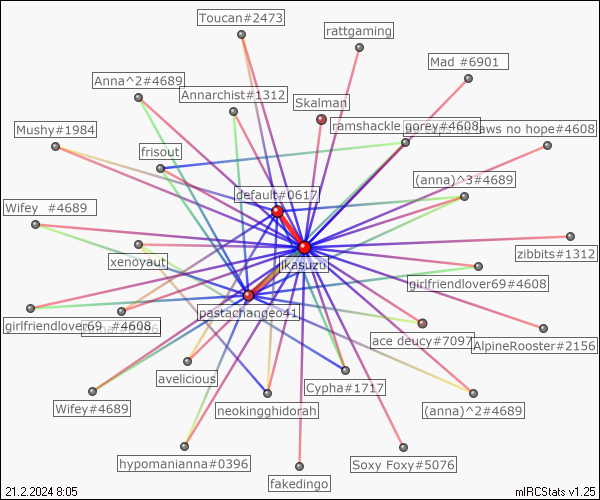 Toucan#2473
rattgaming
Mad #6901
Anna^2#4689
Annarchist#1312
Skalman
Mushy#1984
ramshackle gorey#4608
laws no hope#4608
frisout
(anna)^3#4689
default#0617
Wifey #4689
zibbits#1312
xenoyaut
jkasuzu
girlfriendlover69#4608
pastachangeo41
girlfriendlover69 #4608
ace deucy#7097
AlpineRooster#2156
avelicious
Cypha#1717
Wifey#4689
neokingghidorah
(anna)^2#4689
hypomanianna#0396
Soxy Foxy#5076
fakedingo
21.2.2024 8:05
mIRCStats v1.25